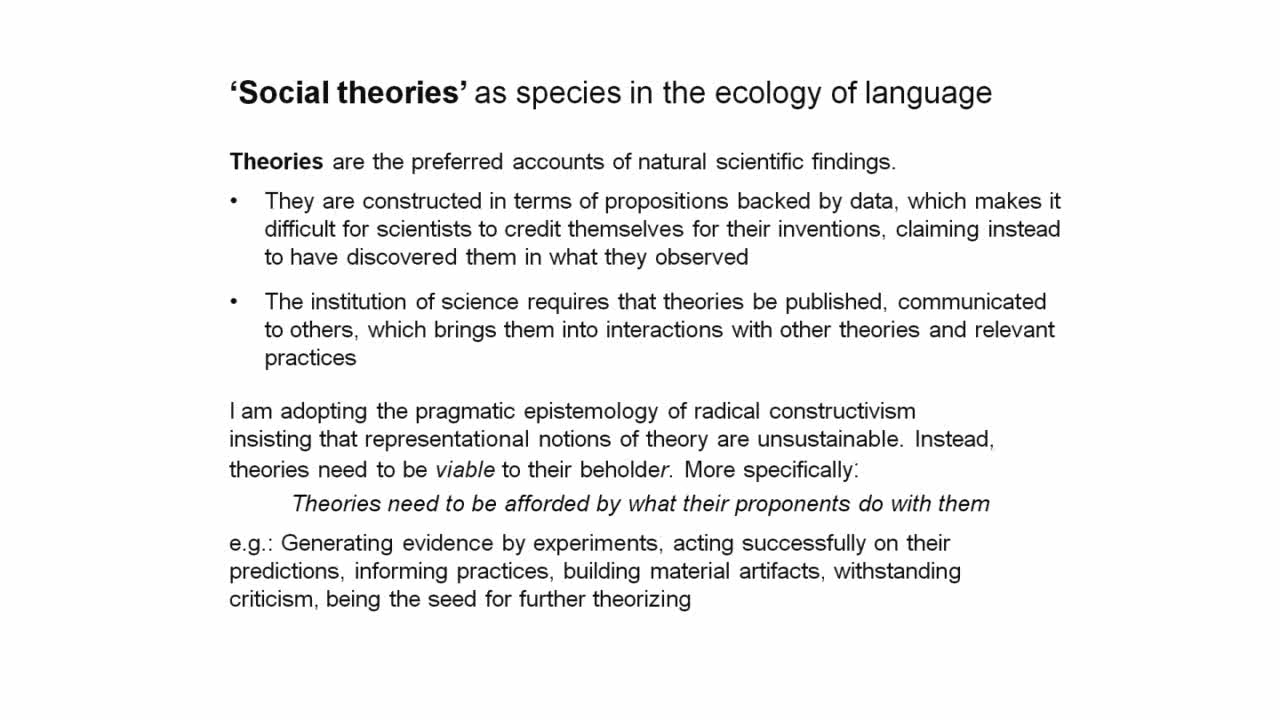 ‘Social theories’ as species in the ecology of language
Theories are the preferred accounts of natural scientific findings.
• They are constructed in terms of propositions backed by data, which makes it
difficult for scientists to credit themselves for their inventions, claiming instead
to have discovered them in what they observed
• The institution of science requires that theories be published, communicated
to others, which brings them into interactions with other theories and relevant
practices
I am adopting the pragmatic epistemology of radical constructivism
insisting that representational notions of theory are unsustainable. Instead,
theories need to be viable to their beholder. More specifically:
Theories need to be afforded by what their proponents do with them
e.g.: Generating evidence by experiments, acting successfully on their
predictions, informing practices, building material artifacts, withstanding
criticism, being the seed for further theorizing